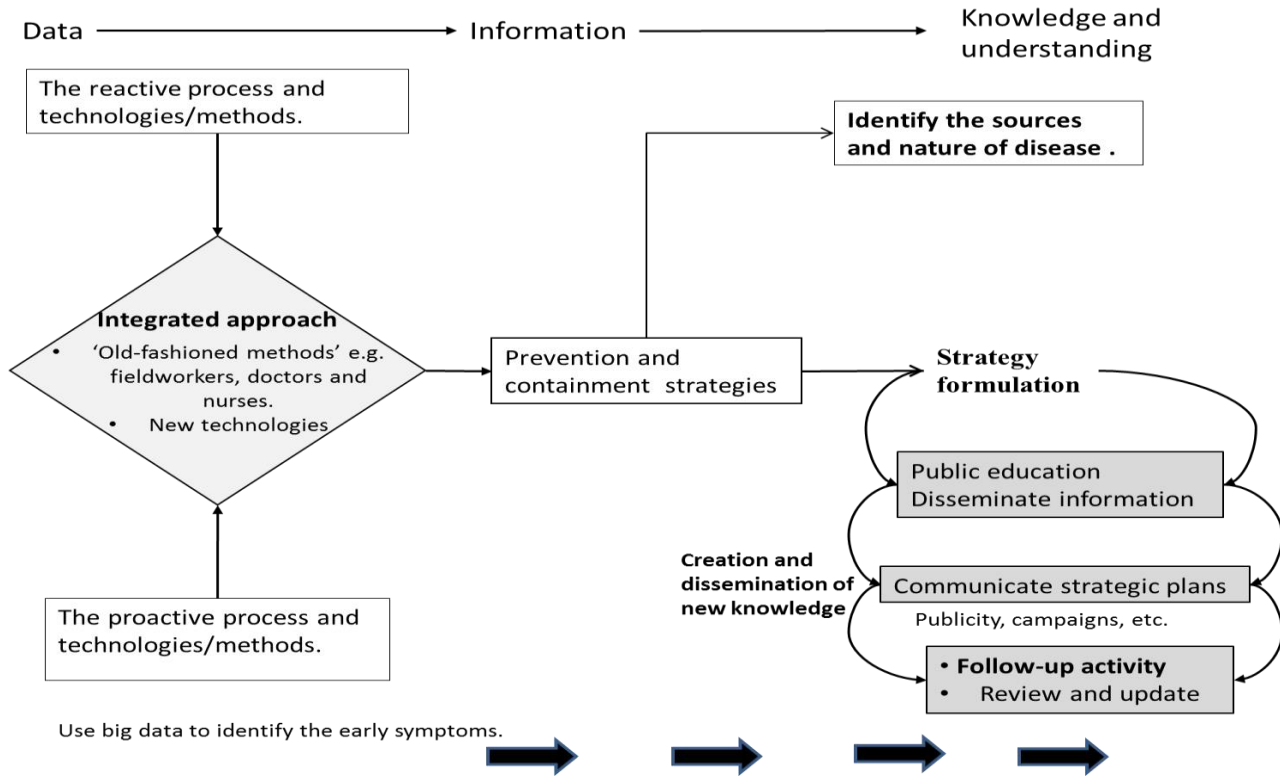 Data
Information
Knowledge and
understanding
The reactive process and
technologies/methods.
Identify the sources
and nature of disease .
Integrated approach
• ‘Old-fashioned methods’ e.g.
fieldworkers, doctors and
nurses.
• New technologies
Prevention and
containment strategies
Strategy
formulation
Public education
Disseminate information
Creation and
dissemination of
new knowledge
Communicate strategic plans
Publicity, campaigns, etc.
• Follow-up activity
• Review and update
The proactive process and
technologies/methods.
Use big data to identify the early symptoms.